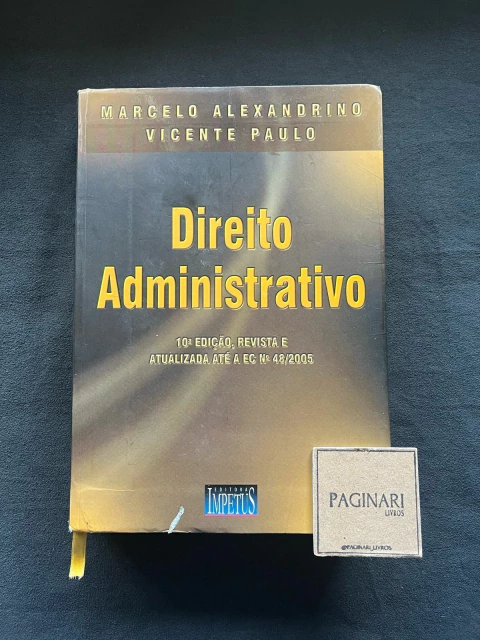 MARCELO ALEXANDRINO
VICENTE PAULO
Direito
Administrativo
10ª EDIÇÃO, REVISTA E
ATUALIZADA ATÉ A EC Nº 48/2005
EDITORA
IMPETUS
PAGINARI
LIVROS
@PAGINARI_LIVROS